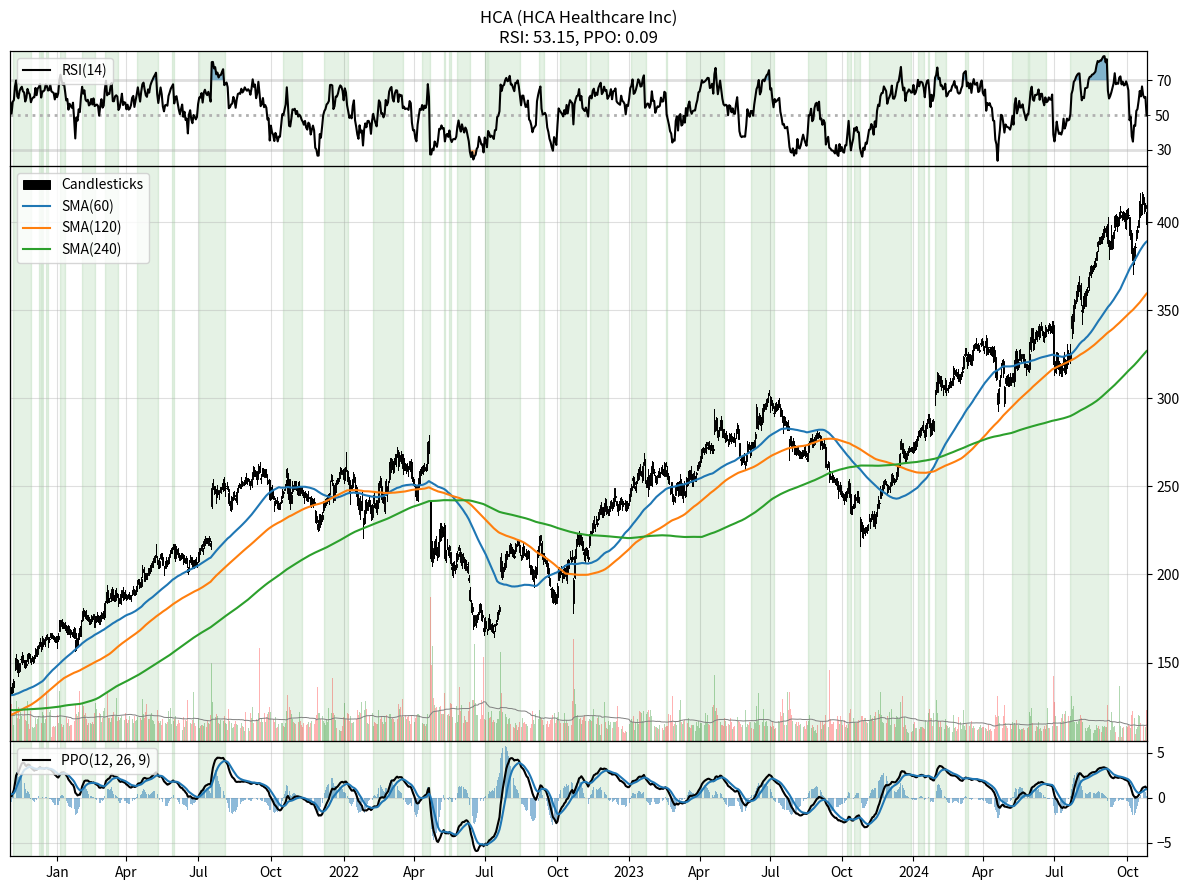 HCA (HCA Healthcare Inc)
RSI: 53.15, PPO: 0.09
RSI(14)
70
50
30
Candlesticks
SMA(60)
SMA(120)
SMA(240)
400
350
300
250
200
150
PPO(12, 26, 9)
5
0
−5
Jan Apr Jul Oct 2022 Apr Jul Oct 2023 Apr Jul Oct 2024 Apr Jul Oct